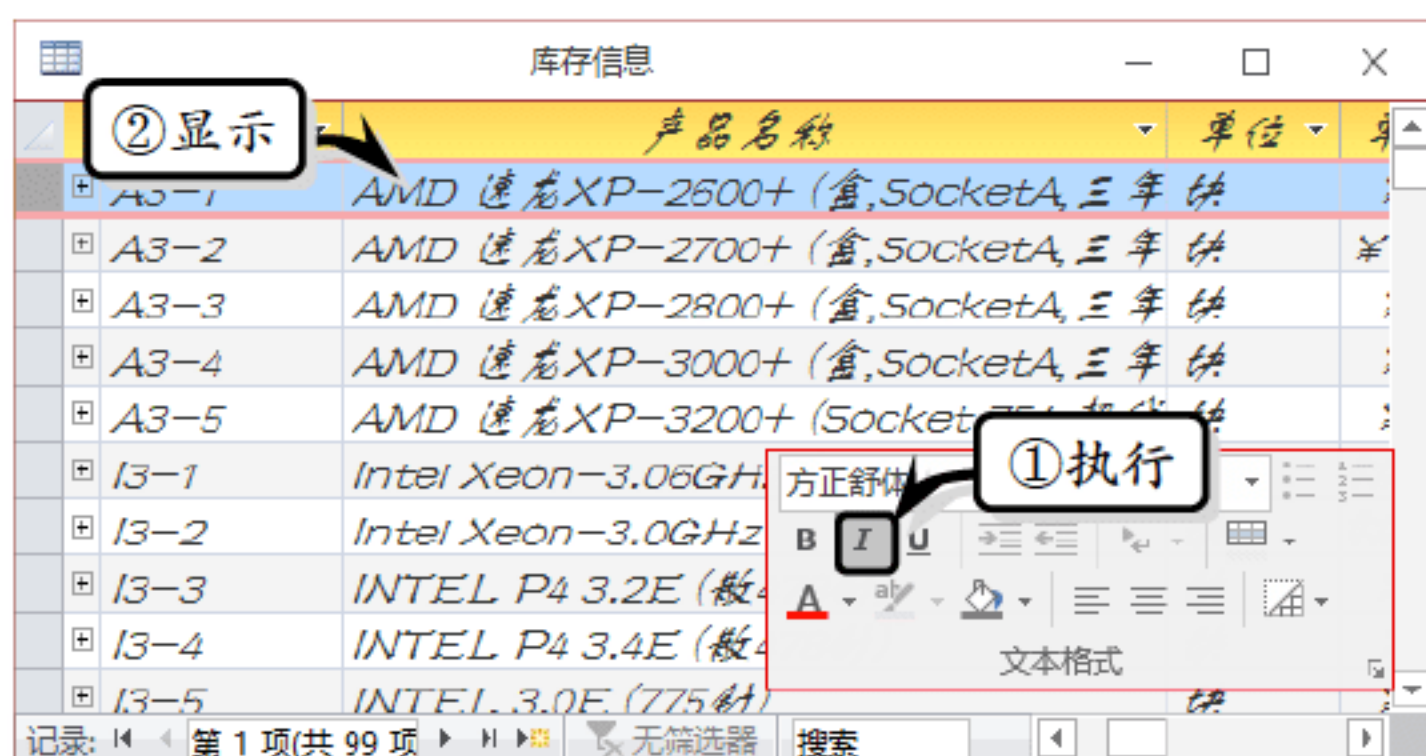 库存信息
②显示
产品名称 单位
A3-1 AMD 速龙XP-2600+ (盒,SocketA,三年 块
A3-2 AMD 速龙XP-2700+ (盒,SocketA,三年 块 ¥
A3-3 AMD 速龙XP-2800+ (盒,SocketA,三年 块
A3-4 AMD 速龙XP-3000+ (盒,SocketA,三年 块
A3-5 AMD 速龙XP-3200+ (Socket 块
I3-1 Intel Xeon-3.06GH
I3-2 Intel Xeon-3.0GHz
I3-3 INTEL P4 3.2E (散
I3-4 INTEL P4 3.4E (散
I3-5 INTEL 3.0E (775针) 块
①执行
方正舒体
B I U
A ab
文本格式
记录: 第 1 项(共 99 项 无筛选器 搜索